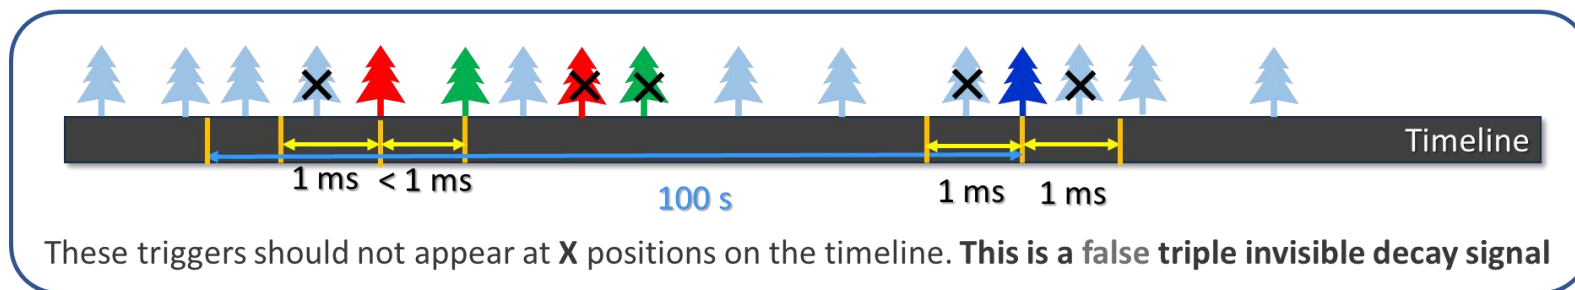 Timeline
1 ms < 1 ms 100 s 1 ms 1 ms
These triggers should not appear at X positions on the timeline. This is a false triple invisible decay signal